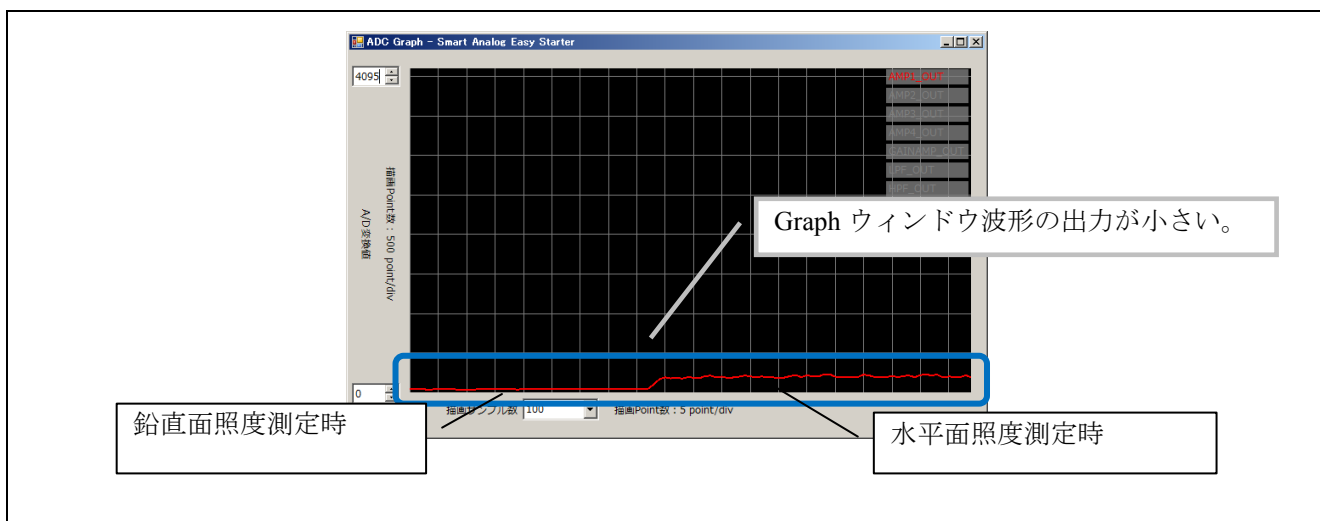 ADC Graph - Smart Analog Easy Starter
4095
AMP1_OUT
AMP2_OUT
AMP3_OUT
AMP4_OUT
GAINAMP_OUT
LPF_OUT
HPF_OUT
描画Point数 : 500 point/div
A/D変換値
Graph ウィンドウ波形の出力が小さい。
0
描画サンプル数 100 描画Point数 : 5 point/div
鉛直面照度測定時
水平面照度測定時